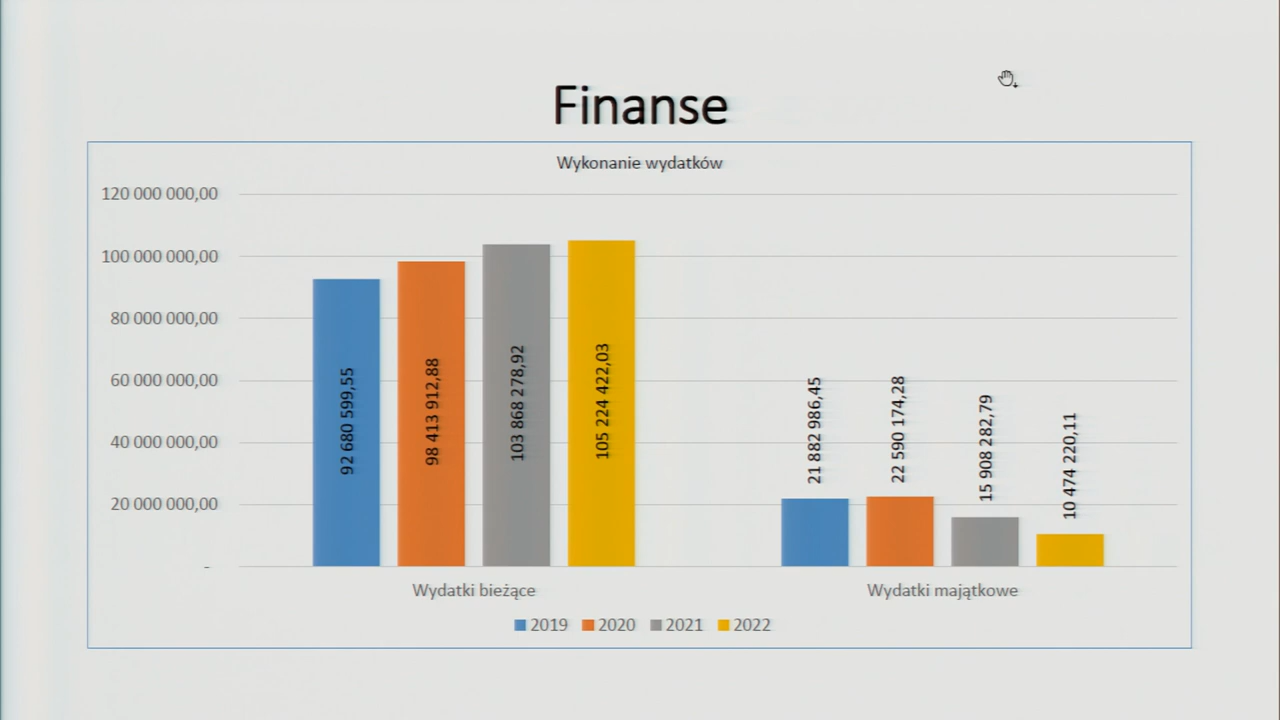 Finanse
Wykonanie wydatków
120 000 000,00
100 000 000,00
80 000 000,00
60 000 000,00
40 000 000,00
20 000 000,00
-
92 680 599,55
98 413 912,88
103 868 278,92
105 224 422,03
21 882 986,45
22 590 174,28
15 908 282,79
10 474 220,11
Wydatki bieżące
Wydatki majątkowe
2019 2020 2021 2022